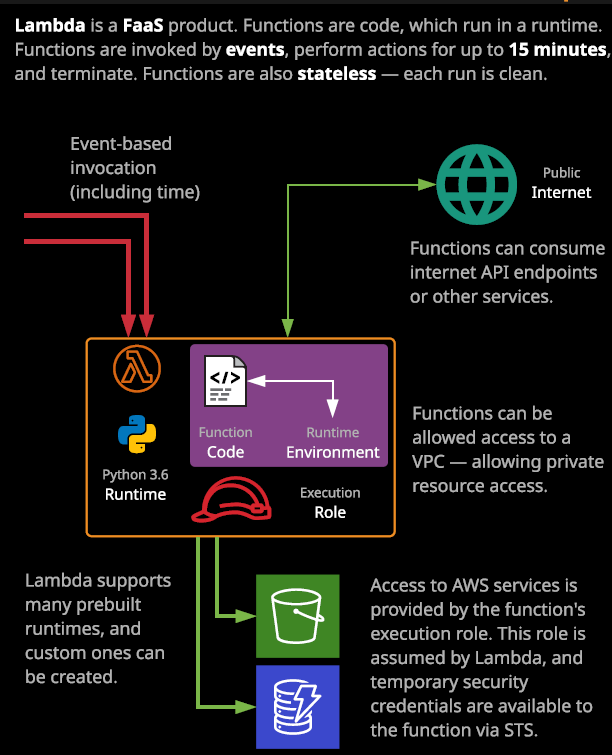 Lambda is a FaaS product. Functions are code, which run in a runtime.
Functions are invoked by events, perform actions for up to 15 minutes,
and terminate. Functions are also stateless — each run is clean.
Event-based
invocation
(including time)
Public
Internet
Functions can consume
internet API endpoints
or other services.
</>
Function
Code
Runtime
Environment
Python 3.6
Runtime
Execution
Role
Functions can be
allowed access to a
VPC — allowing private
resource access.
Lambda supports
many prebuilt
runtimes, and
custom ones can
be created.
Access to AWS services is
provided by the function's
execution role. This role is
assumed by Lambda, and
temporary security
credentials are available to
the function via STS.